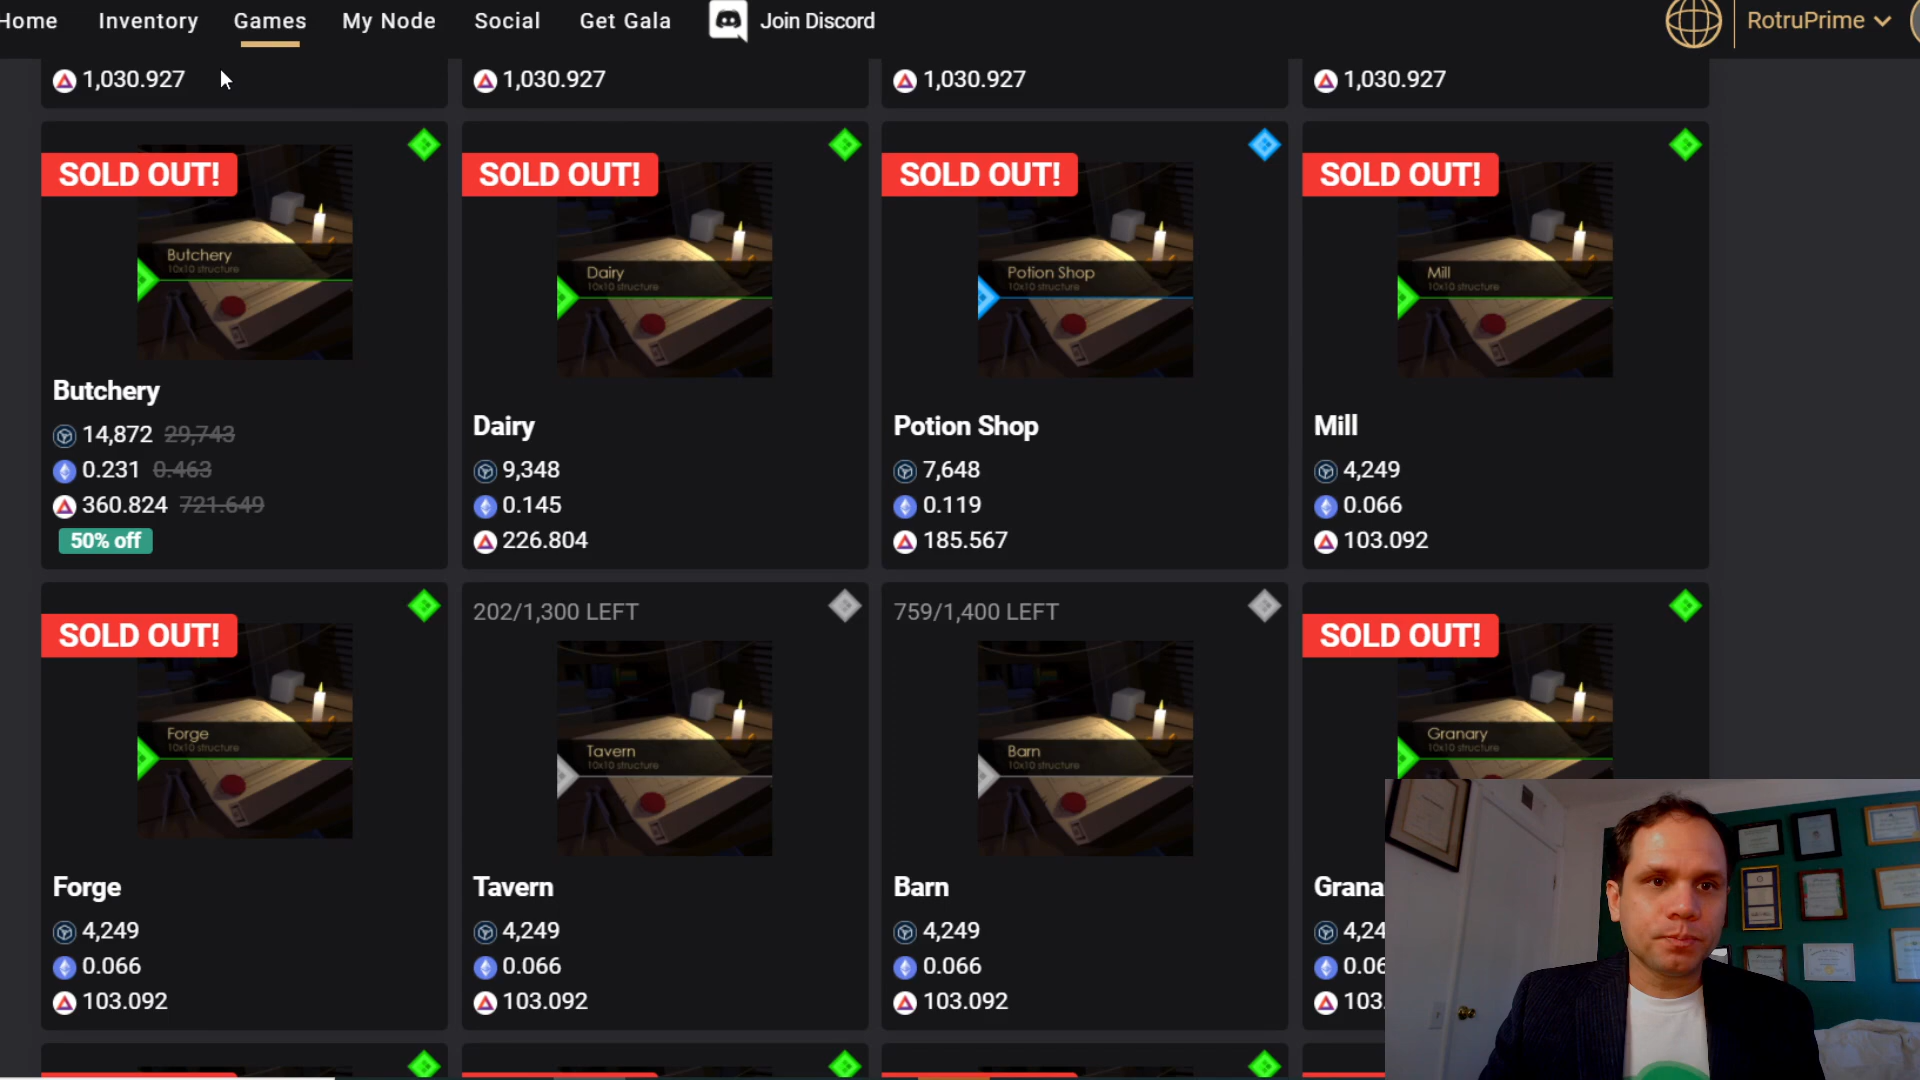 Home Inventory Games My Node Social Get Gala Join Discord RotruPrime
1,030.927 1,030.927 1,030.927 1,030.927
SOLD OUT! SOLD OUT! SOLD OUT! SOLD OUT!
Butchery
10x10 structure
Dairy
10x10 structure
Potion Shop
10x10 structure
Mill
10x10 structure
Butchery
14,872 29,743
0.231 0.463
360.824 721.649
50% off
Dairy
9,348
0.145
226.804
Potion Shop
7,648
0.119
185.567
Mill
4,249
0.066
103.092
SOLD OUT! 202/1,300 LEFT 759/1,400 LEFT SOLD OUT!
Forge
10x10 structure
Tavern
10x10 structure
Barn
10x10 structure
Granary
10x10 structure
Forge
4,249
0.066
103.092
Tavern
4,249
0.066
103.092
Barn
4,249
0.066
103.092
Grana
4,24
0.06
103.